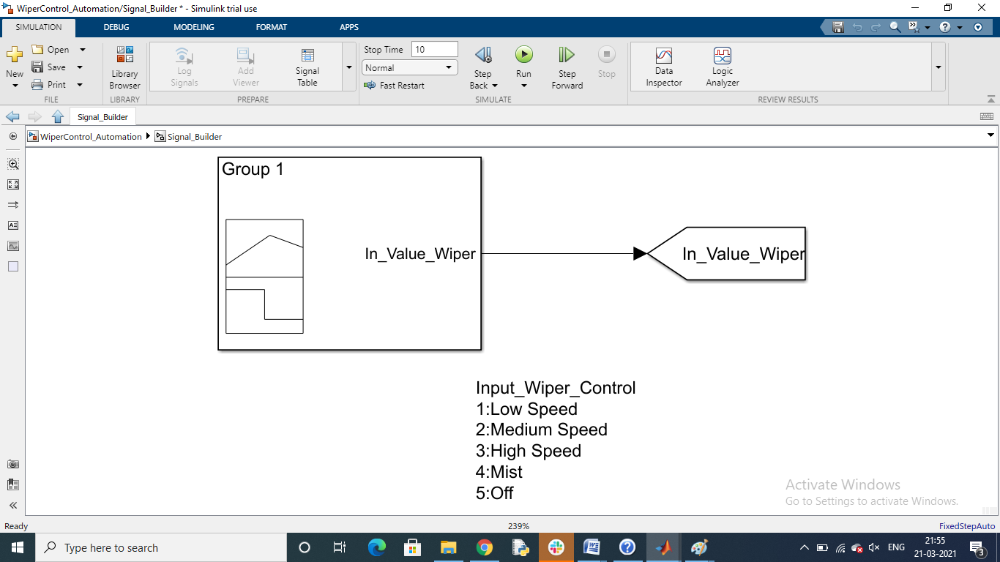 WiperControl_Automation/Signal_Builder * - Simulink trial use
SIMULATION DEBUG MODELING FORMAT APPS
New
Open
Save
Print
FILE
Library
Browser
LIBRARY
Log
Signals
Add
Viewer
Signal
Table
PREPARE
Stop Time 10
Normal
Fast Restart
Step
Back
Run
Step
Forward
Stop
SIMULATE
Data
Inspector
Logic
Analyzer
REVIEW RESULTS
Signal_Builder
WiperControl_Automation Signal_Builder
Group 1
In_Value_Wiper
In_Value_Wiper
Input_Wiper_Control
1:Low Speed
2:Medium Speed
3:High Speed
4:Mist
5:Off
Activate Windows
Go to Settings to activate Windows.
Ready 239% FixedStepAuto
Type here to search
ENG
21:55
21-03-2021
3